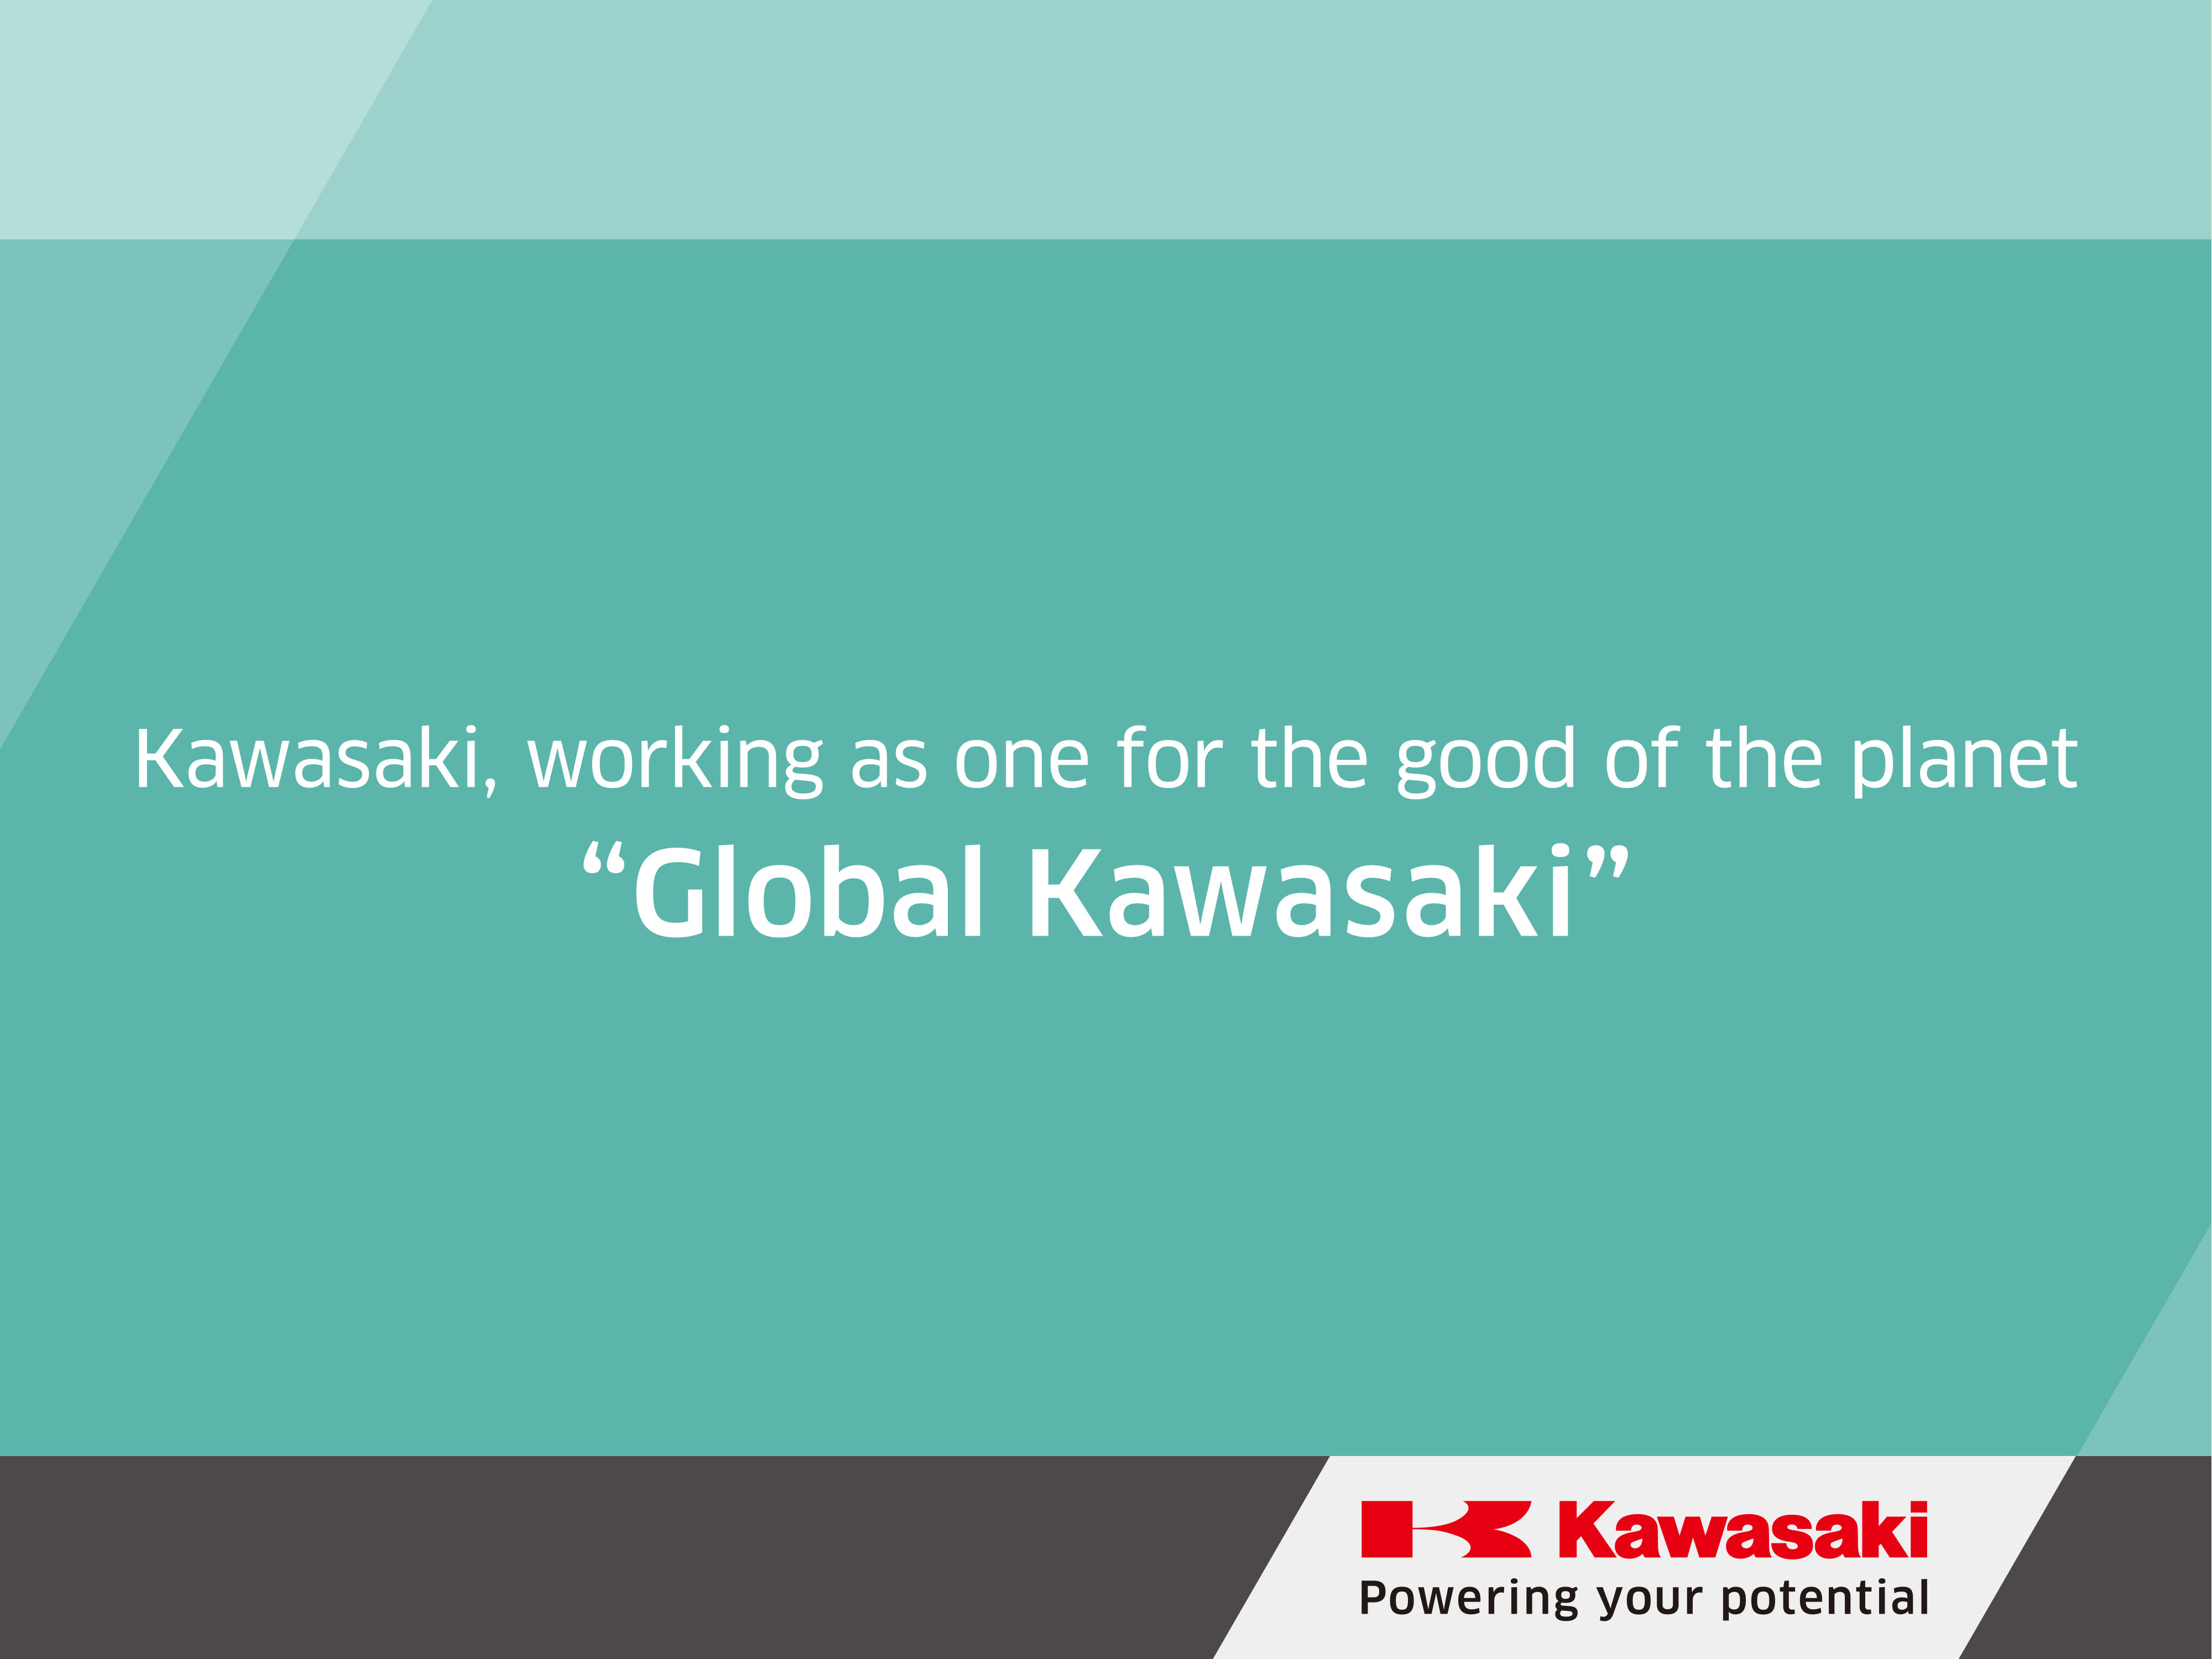 Kawasaki, working as one for the good of the planet
“Global Kawasaki”
Kawasaki
Powering your potential